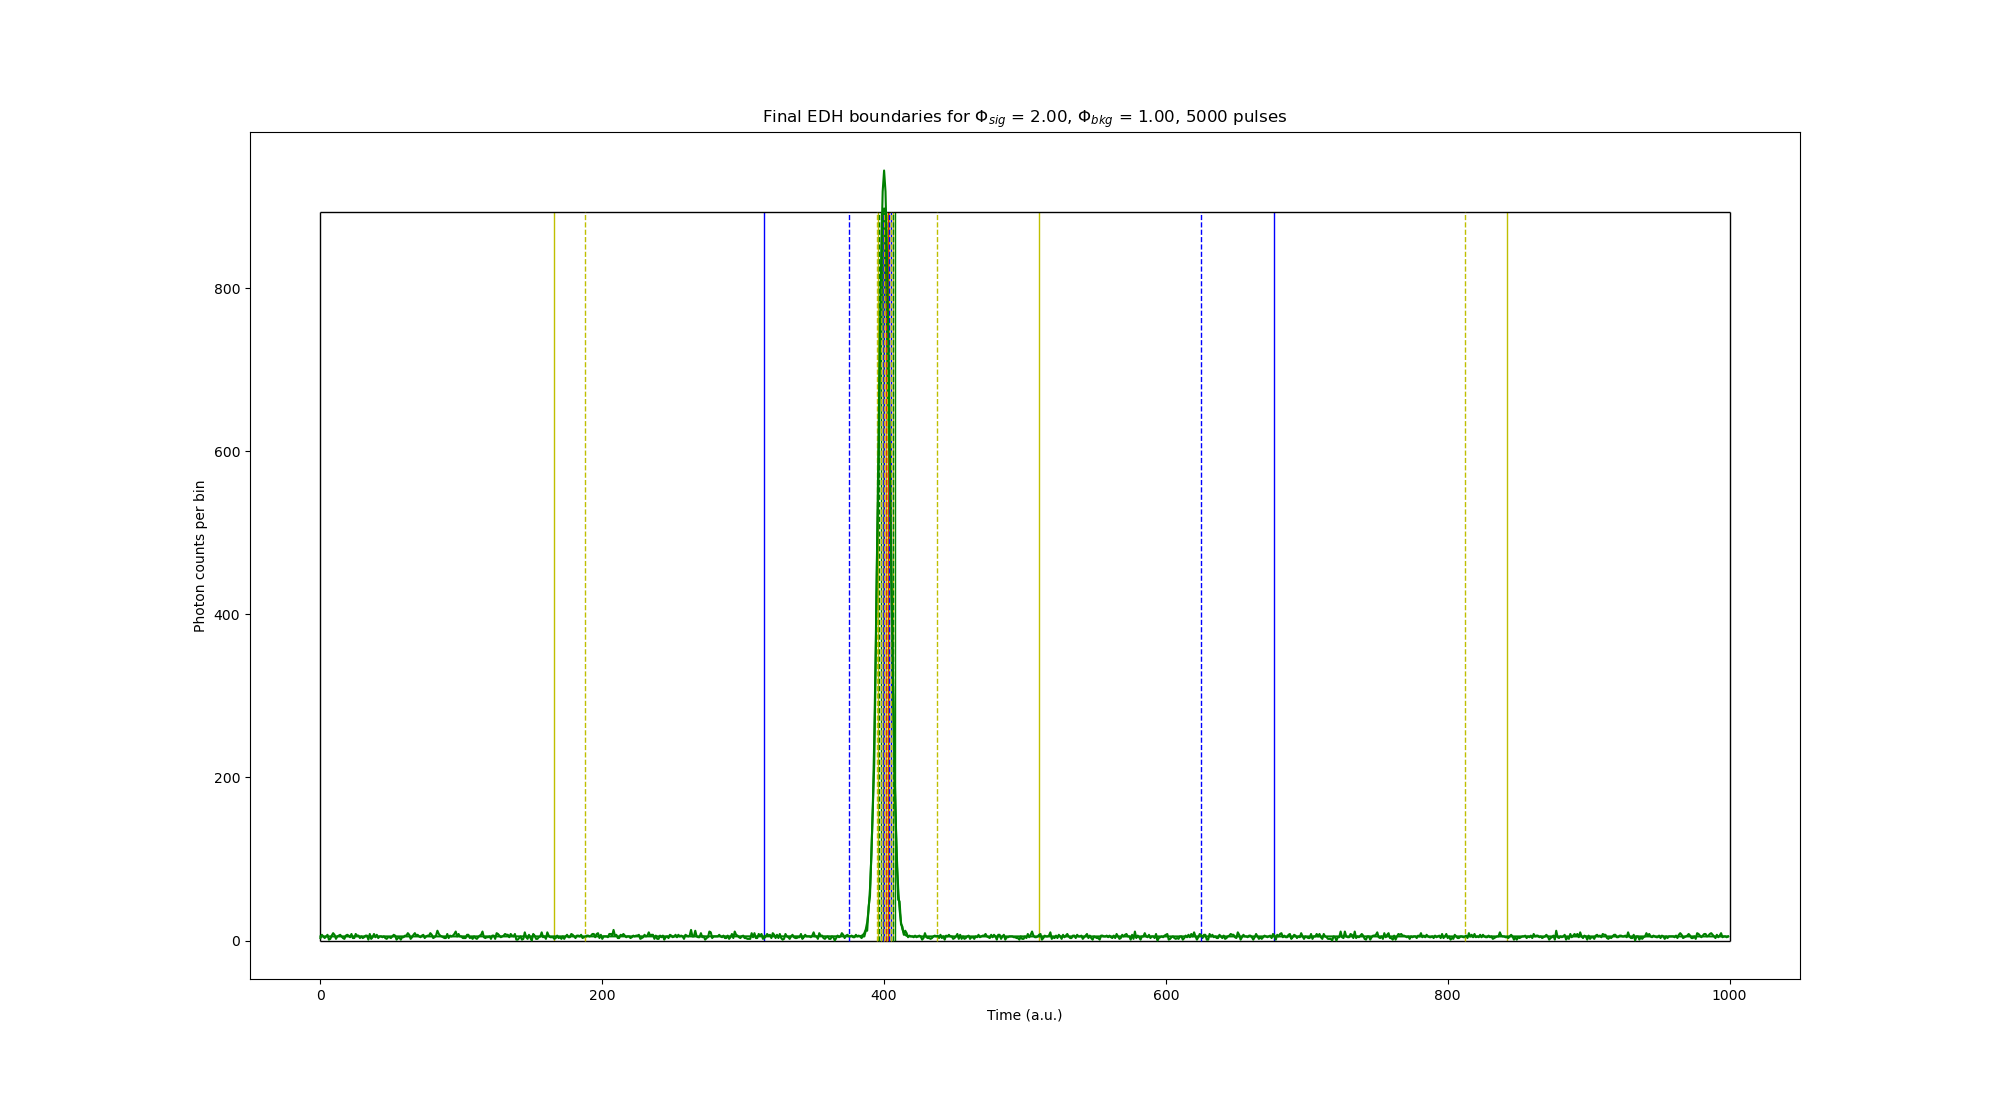 Final EDH boundaries for Φsig = 2.00, Φbkg = 1.00, 5000 pulses
Photon counts per bin
800
600
400
200
0
0 200 400 600 800 1000
Time (a.u.)